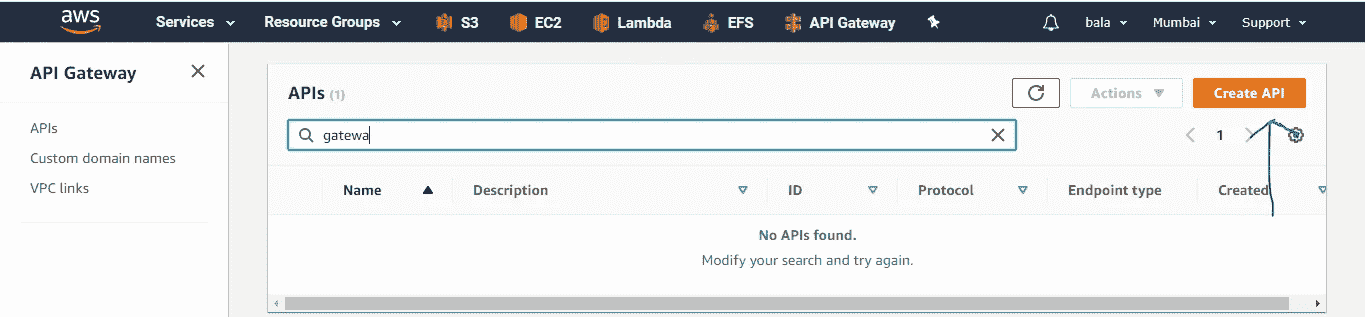 aws Services Resource Groups S3 EC2 Lambda EFS API Gateway bala Mumbai Support
API Gateway
APIs
Custom domain names
VPC links
APIs (1) Actions Create API
gatewa 1
Name Description ID Protocol Endpoint type Created
No APIs found.
Modify your search and try again.